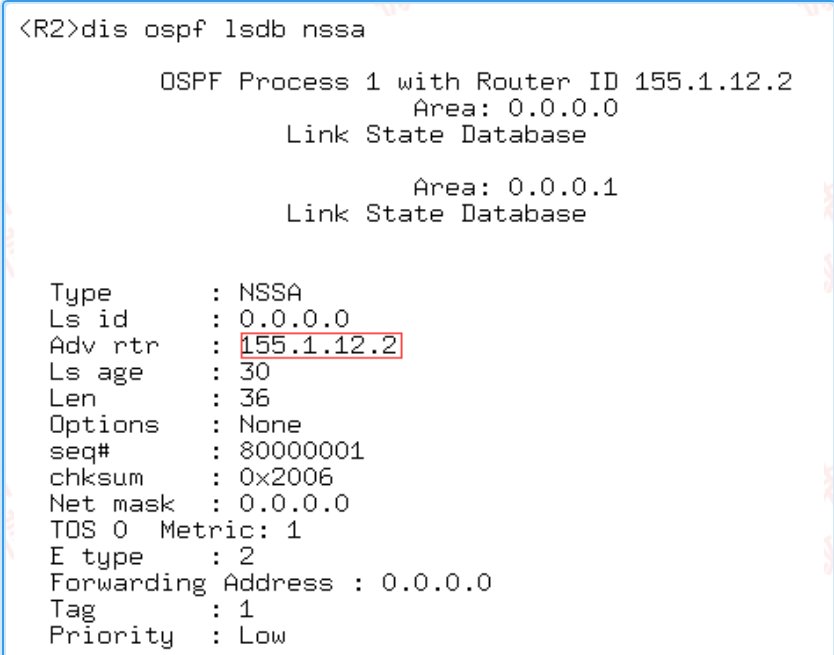 <R2>dis ospf lsdb nssa
OSPF Process 1 with Router ID 155.1.12.2
Area: 0.0.0.0
Link State Database
Area: 0.0.0.1
Link State Database
Type : NSSA
Ls id : 0.0.0.0
Adv rtr : 155.1.12.2
Ls age : 30
Len : 36
Options : None
seq# : 80000001
chksum : 0x2006
Net mask : 0.0.0.0
TOS 0 Metric: 1
E type : 2
Forwarding Address : 0.0.0.0
Tag : 1
Priority : Low